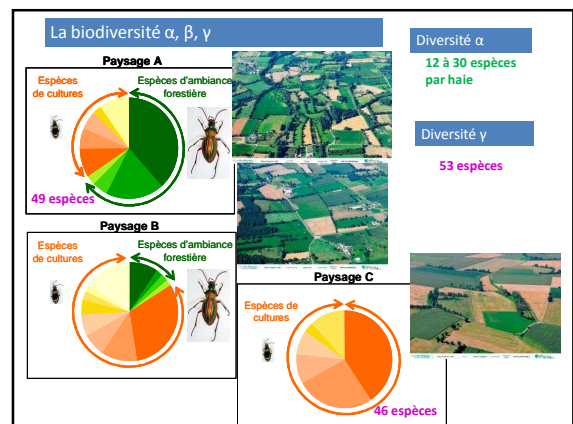 La biodiversité α, β, γ
Diversité α
12 à 30 espèces
par haie
Diversité γ
53 espèces
Paysage A
Espèces
de cultures
Espèces d'ambiance
forestière
49 espèces
Paysage B
Espèces
de cultures
Espèces d'ambiance
forestière
Paysage C
Espèces de
cultures
46 espèces